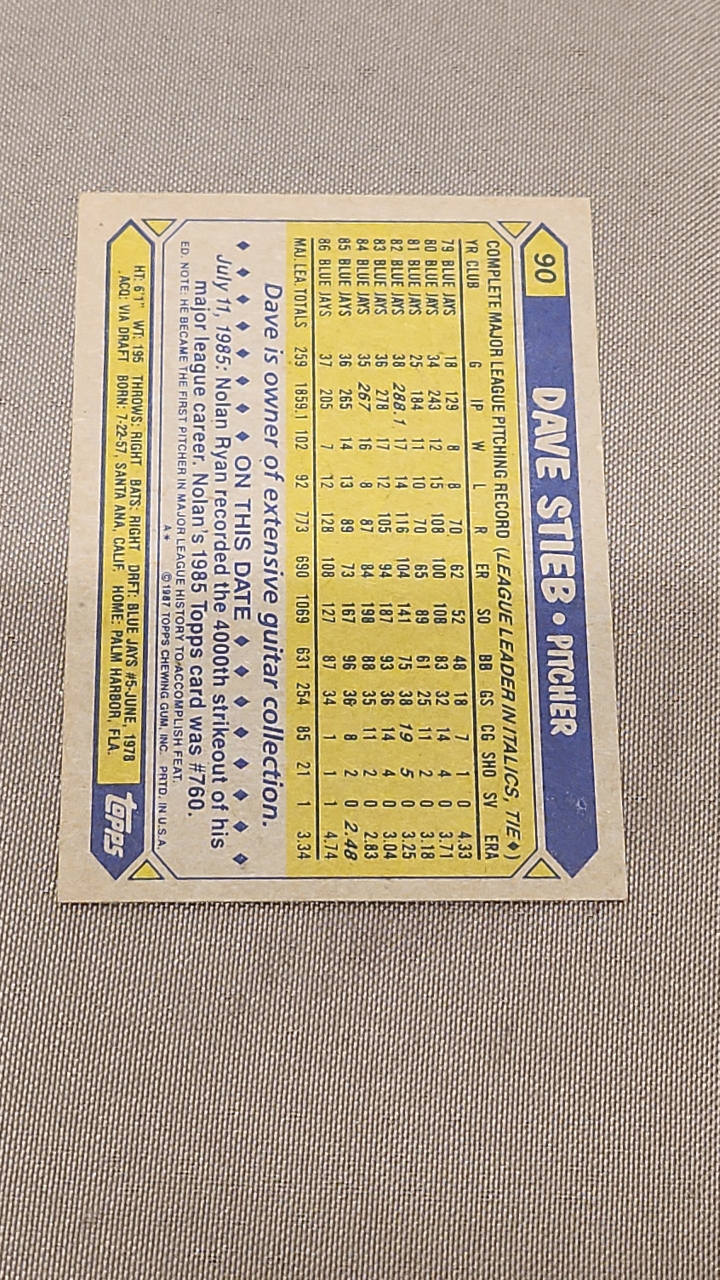 90 DAVE STIEB • PITCHER
COMPLETE MAJOR LEAGUE PITCHING RECORD (LEAGUE LEADER IN ITALICS, TIE♦)
YR CLUB G IP W L R ER SO BB GS CG SHO SV ERA
79 BLUE JAYS 18 129 8 8 70 62 52 48 18 7 1 0 4.33
80 BLUE JAYS 34 243 12 15 108 100 108 83 32 14 4 0 3.71
81 BLUE JAYS 25 184 11 10 70 65 89 61 25 11 2 0 3.18
82 BLUE JAYS 38 288.1 17 14 116 104 141 75 38 19 5 0 3.25
83 BLUE JAYS 36 278 17 12 105 94 187 93 36 14 4 0 3.04
84 BLUE JAYS 35 267 16 8 87 84 198 88 35 11 2 0 2.83
85 BLUE JAYS 36 265 14 13 89 73 167 96 36 8 2 0 2.48
86 BLUE JAYS 37 205 7 12 128 108 127 87 34 1 1 1 4.74
MAJ. LEA. TOTALS 259 1859.1 102 92 773 690 1069 631 254 85 21 1 3.34
Dave is owner of extensive guitar collection.
♦ ♦ ♦ ♦ ♦ ♦ ♦ ON THIS DATE ♦ ♦ ♦ ♦ ♦ ♦ ♦
July 11, 1985: Nolan Ryan recorded the 4000th strikeout of his
major league career. Nolan's 1985 Topps card was #760.
ED. NOTE: HE BECAME THE FIRST PITCHER IN MAJOR LEAGUE HISTORY TO ACCOMPLISH FEAT.
A* ©1987 TOPPS CHEWING GUM, INC. PRTD. IN U.S.A.
HT: 6'1" WT: 195 THROWS: RIGHT BATS: RIGHT DRFT: BLUE JAYS #5-JUNE, 1978
ACQ: VIA DRAFT BORN: 7-22-57, SANTA ANA, CALIF. HOME: PALM HARBOR, FLA.
topps